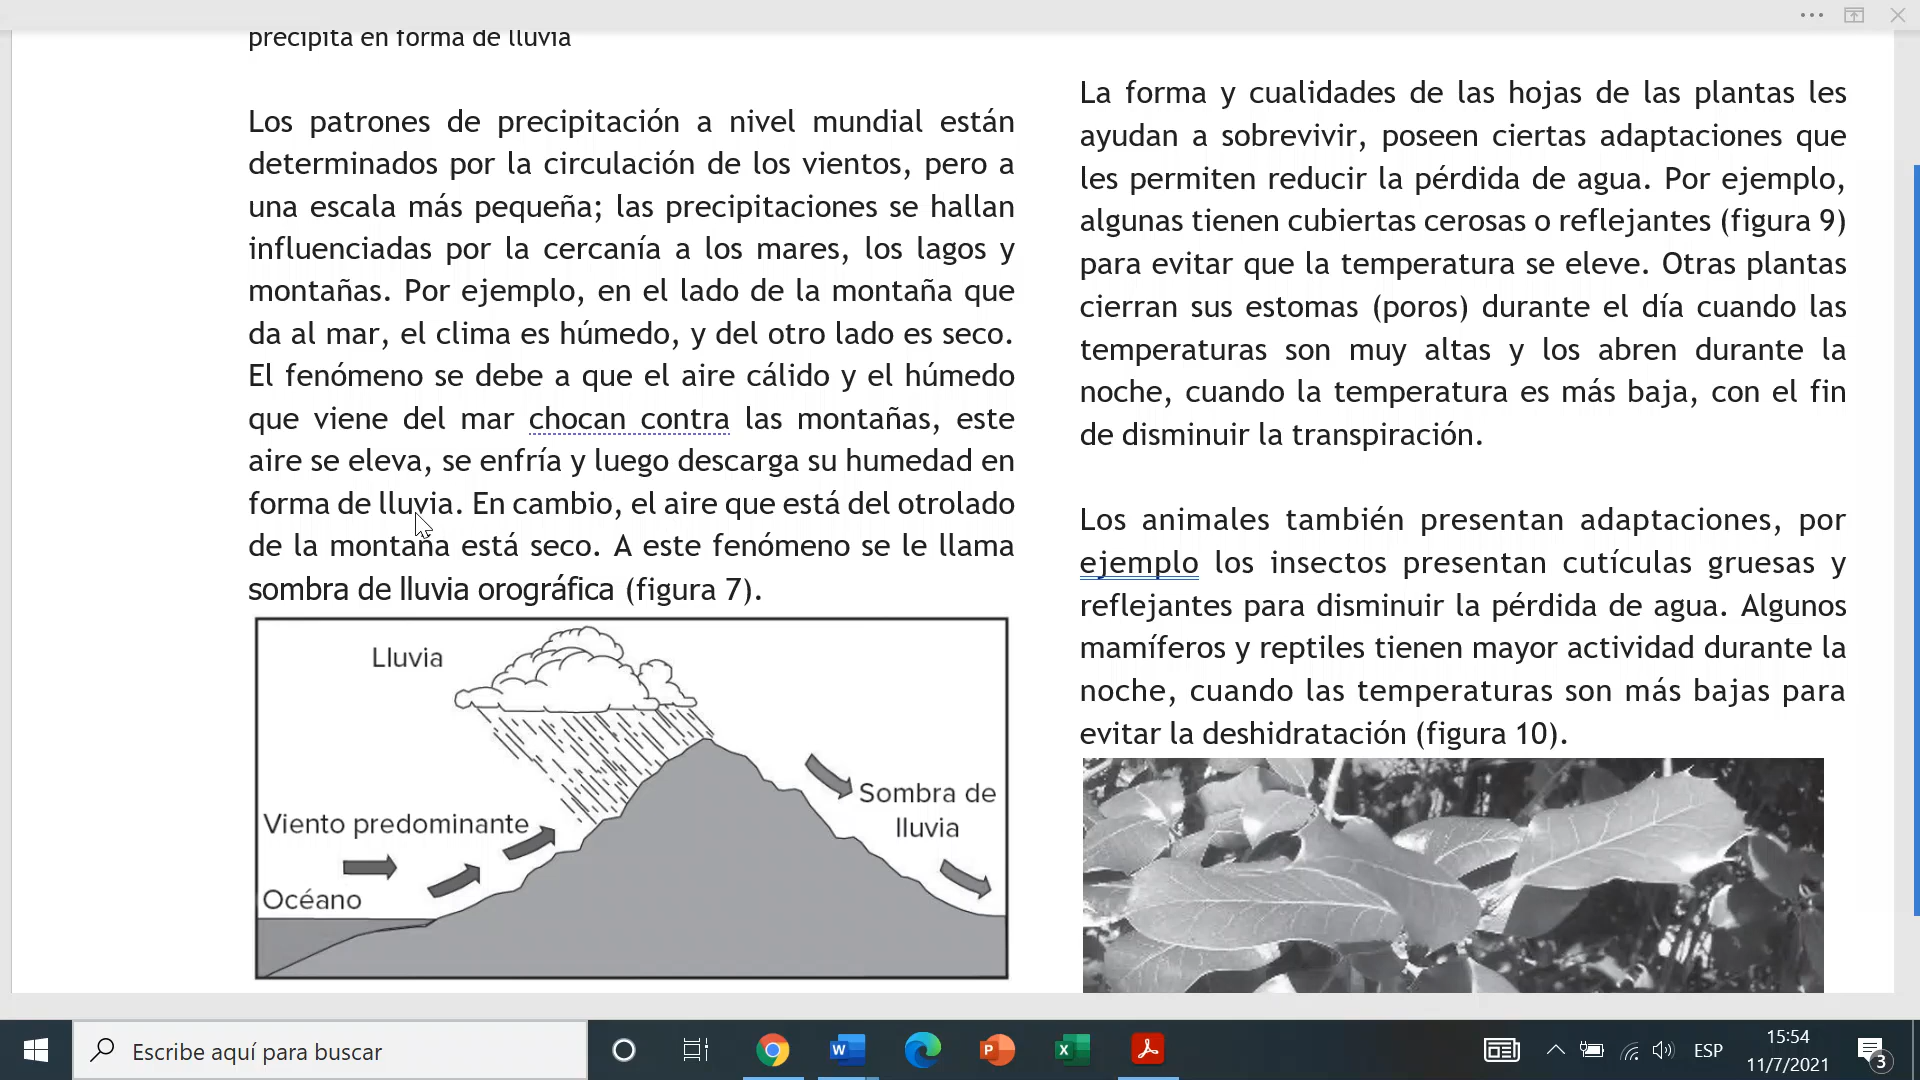 precipita en forma de lluvia
Los patrones de precipitación a nivel mundial están
determinados por la circulación de los vientos, pero a
una escala más pequeña; las precipitaciones se hallan
influenciadas por la cercanía a los mares, los lagos y
montañas. Por ejemplo, en el lado de la montaña que
da al mar, el clima es húmedo, y del otro lado es seco.
El fenómeno se debe a que el aire cálido y el húmedo
que viene del mar chocan contra las montañas, este
aire se eleva, se enfría y luego descarga su humedad en
forma de lluvia. En cambio, el aire que está del otrolado
de la montaña está seco. A este fenómeno se le llama
sombra de lluvia orográfica (figura 7).
Lluvia
Viento predominante
Océano
Sombra de
lluvia
La forma y cualidades de las hojas de las plantas les
ayudan a sobrevivir, poseen ciertas adaptaciones que
les permiten reducir la pérdida de agua. Por ejemplo,
algunas tienen cubiertas cerosas o reflejantes (figura 9)
para evitar que la temperatura se eleve. Otras plantas
cierran sus estomas (poros) durante el día cuando las
temperaturas son muy altas y los abren durante la
noche, cuando la temperatura es más baja, con el fin
de disminuir la transpiración.
Los animales también presentan adaptaciones, por
ejemplo los insectos presentan cutículas gruesas y
reflejantes para disminuir la pérdida de agua. Algunos
mamíferos y reptiles tienen mayor actividad durante la
noche, cuando las temperaturas son más bajas para
evitar la deshidratación (figura 10).
Escribe aquí para buscar
W
P
X
ESP
15:54
11/7/2021
3